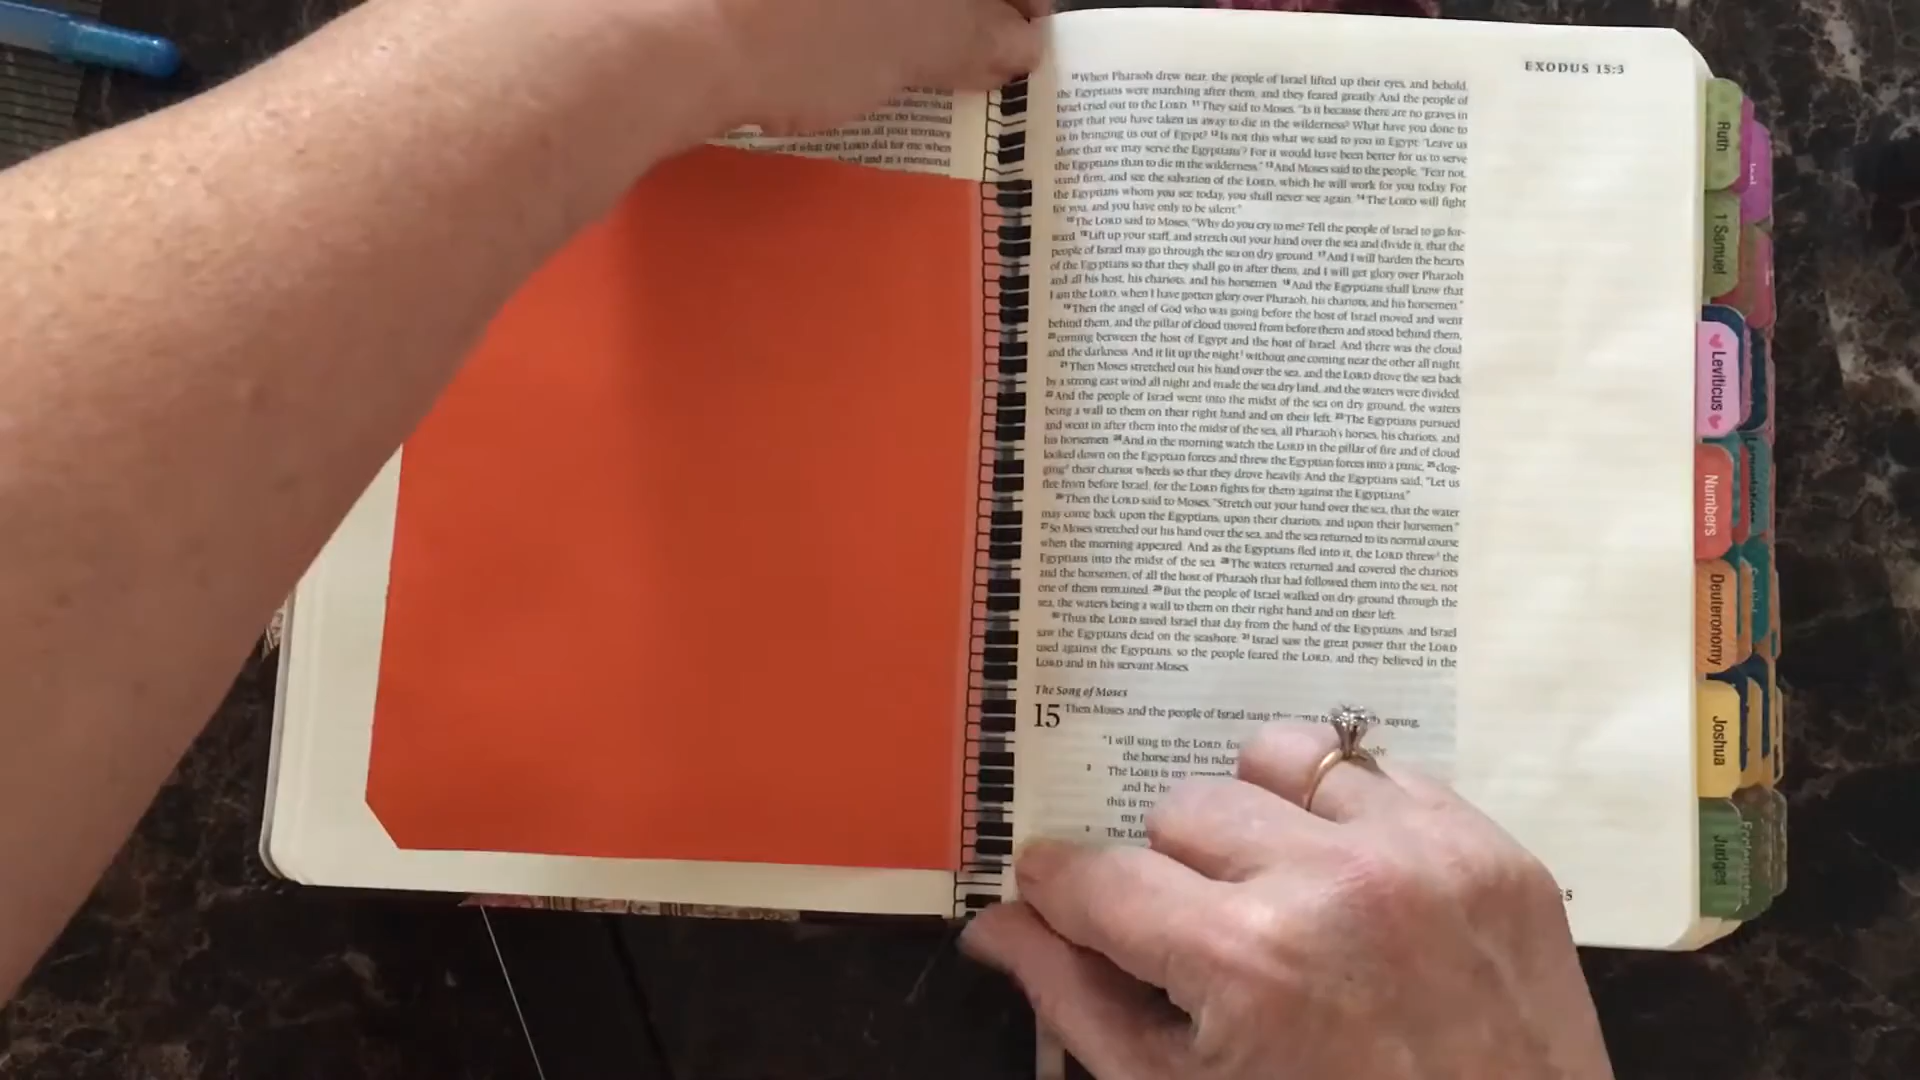 EXODUS 15:3
days, no leavened
with you in all your territory
of what the LORD did for me when
and as a memorial
¹⁰When Pharaoh drew near, the people of Israel lifted up their eyes, and behold,
the Egyptians were marching after them, and they feared greatly. And the people of
Israel cried out to the LORD. ¹¹They said to Moses, "Is it because there are no graves in
Egypt that you have taken us away to die in the wilderness? What have you done to
us in bringing us out of Egypt? ¹²Is not this what we said to you in Egypt: 'Leave us
alone that we may serve the Egyptians'? For it would have been better for us to serve
the Egyptians than to die in the wilderness." ¹³And Moses said to the people, "Fear not,
stand firm, and see the salvation of the LORD, which he will work for you today. For
the Egyptians whom you see today, you shall never see again. ¹⁴The LORD will fight
for you, and you have only to be silent."
¹⁵The LORD said to Moses, "Why do you cry to me? Tell the people of Israel to go for-
ward. ¹⁶Lift up your staff, and stretch out your hand over the sea and divide it, that the
people of Israel may go through the sea on dry ground. ¹⁷And I will harden the hearts
of the Egyptians so that they shall go in after them, and I will get glory over Pharaoh
and all his host, his chariots, and his horsemen. ¹⁸And the Egyptians shall know that
I am the LORD, when I have gotten glory over Pharaoh, his chariots, and his horsemen."
¹⁹Then the angel of God who was going before the host of Israel moved and went
behind them, and the pillar of cloud moved from before them and stood behind them,
²⁰coming between the host of Egypt and the host of Israel. And there was the cloud
and the darkness. And it lit up the night¹ without one coming near the other all night.
²¹Then Moses stretched out his hand over the sea, and the LORD drove the sea back
by a strong east wind all night and made the sea dry land, and the waters were divided.
²²And the people of Israel went into the midst of the sea on dry ground, the waters
being a wall to them on their right hand and on their left. ²³The Egyptians pursued
and went in after them into the midst of the sea, all Pharaoh's horses, his chariots, and
his horsemen. ²⁴And in the morning watch the LORD in the pillar of fire and of cloud
looked down on the Egyptian forces and threw the Egyptian forces into a panic, ²⁵clog-
ging² their chariot wheels so that they drove heavily. And the Egyptians said, "Let us
flee from before Israel, for the LORD fights for them against the Egyptians."
²⁶Then the LORD said to Moses, "Stretch out your hand over the sea, that the water
may come back upon the Egyptians, upon their chariots, and upon their horsemen."
²⁷So Moses stretched out his hand over the sea, and the sea returned to its normal course
when the morning appeared. And as the Egyptians fled into it, the LORD threw³ the
Egyptians into the midst of the sea. ²⁸The waters returned and covered the chariots
and the horsemen; of all the host of Pharaoh that had followed them into the sea, not
one of them remained. ²⁹But the people of Israel walked on dry ground through the
sea, the waters being a wall to them on their right hand and on their left.
³⁰Thus the LORD saved Israel that day from the hand of the Egyptians, and Israel
saw the Egyptians dead on the seashore. ³¹Israel saw the great power that the LORD
used against the Egyptians, so the people feared the LORD, and they believed in the
LORD and in his servant Moses.
The Song of Moses
15 Then Moses and the people of Israel sang this song to saying,
"I will sing to the LORD, for
the horse and his rider
2 The LORD is my
and he ha
this is my
my f
3 The LOR
Ruth
1 Samuel
Leviticus
Numbers
Deuteronomy
Joshua
Judges